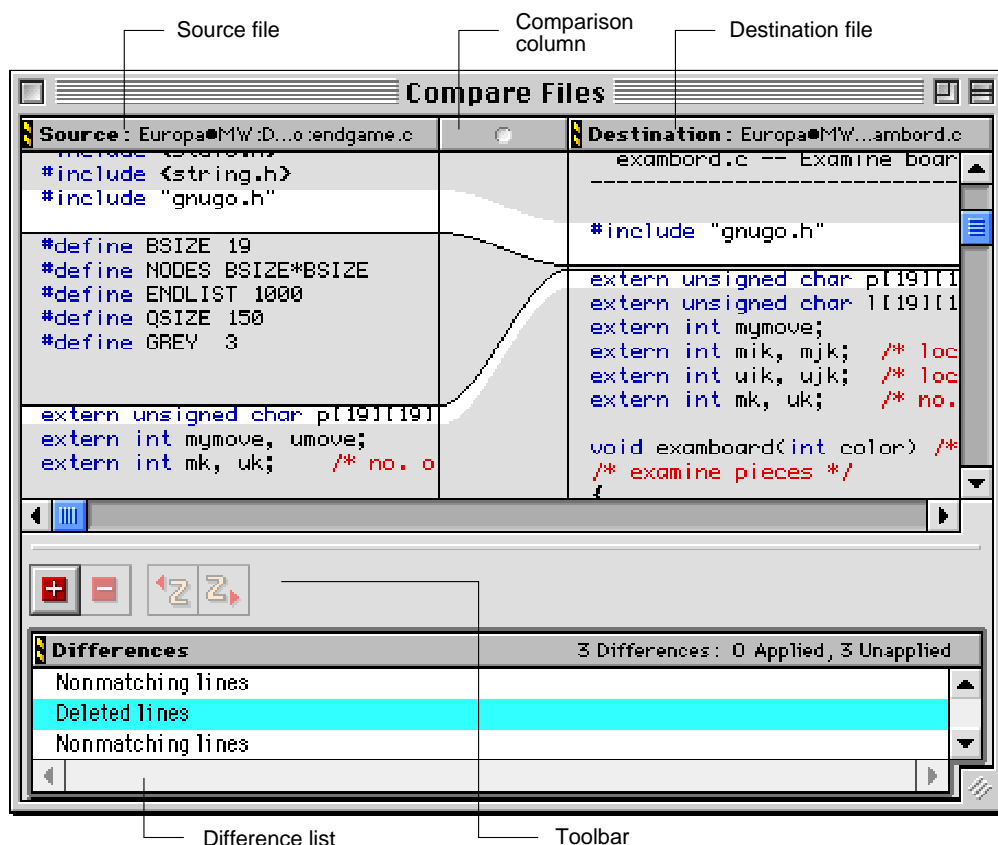 Source file
Comparison
column
Destination file
Compare Files
Source: Europa●MW:D...o:endgame.c
#include <string.h>
#include "gnugo.h"
#define BSIZE 19
#define NODES BSIZE*BSIZE
#define ENDLIST 1000
#define QSIZE 150
#define GREY 3
extern unsigned char p[19][19]
extern int mymove, umove;
extern int mk, uk; /* no. o
Destination: Europa●MW...ambord.c
exambord.c -- Examine boar
-----------------------------
#include "gnugo.h"
extern unsigned char p[19][1
extern unsigned char l[19][1
extern int mymove;
extern int mik, mjk; /* loc
extern int uik, ujk; /* loc
extern int mk, uk; /* no.
void examboard(int color) /*
/* examine pieces */
{
Differences
3 Differences: 0 Applied, 3 Unapplied
Nonmatching lines
Deleted lines
Nonmatching lines
Difference list
Toolbar